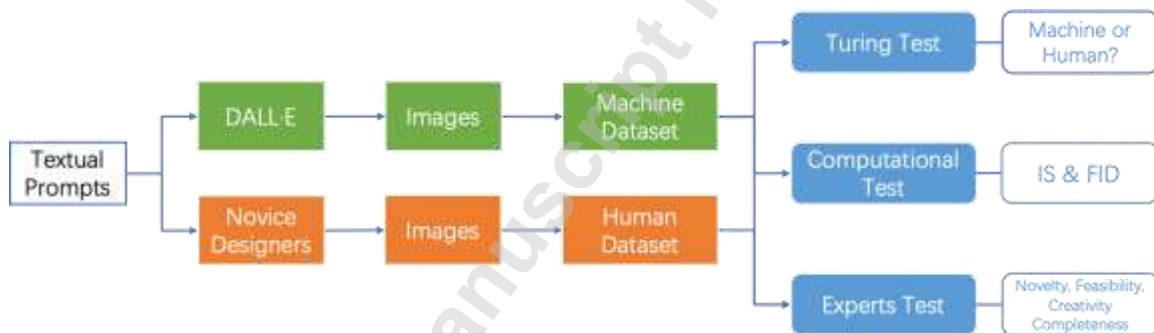 Textual
Prompts
DALL·E
Images
Machine
Dataset
Novice
Designers
Images
Human
Dataset
Turing Test
Machine or
Human?
Computational
Test
IS & FID
Experts Test
Novelty, Feasibility,
Creativity
Completeness
anuscript